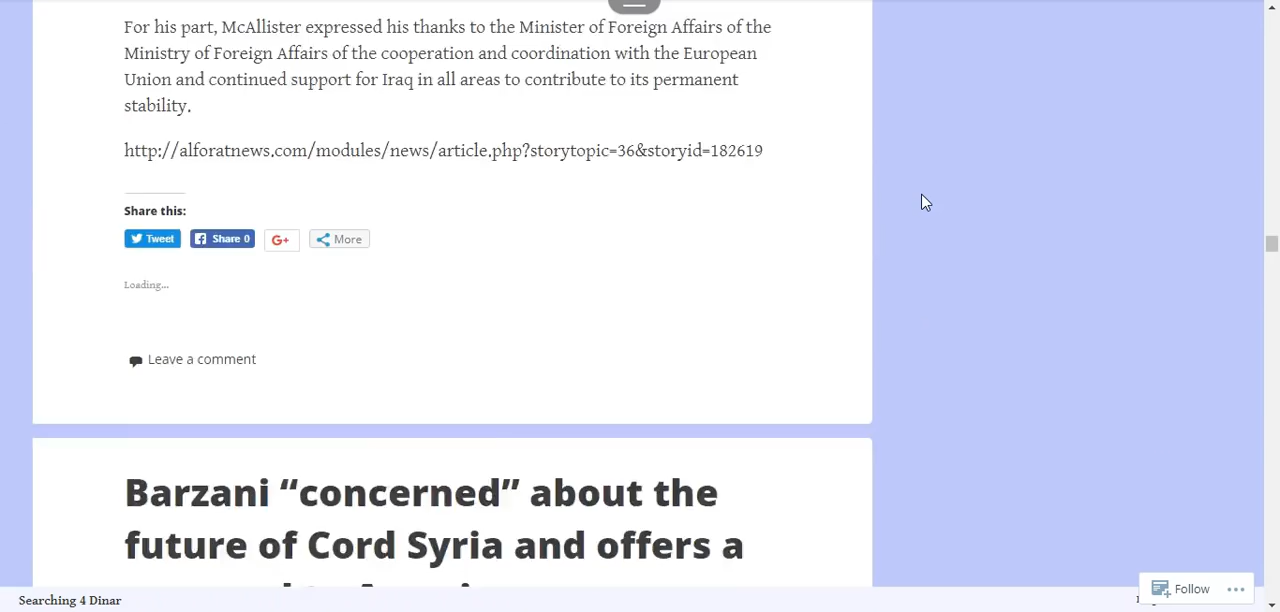 For his part, McAllister expressed his thanks to the Minister of Foreign Affairs of the
Ministry of Foreign Affairs of the cooperation and coordination with the European
Union and continued support for Iraq in all areas to contribute to its permanent
stability.
http://alforatnews.com/modules/news/article.php?storytopic=36&storyid=182619
Share this:
Tweet
Share 0
G+
More
Loading...
Leave a comment
Barzani “concerned” about the
future of Cord Syria and offers a
Follow
Searching 4 Dinar